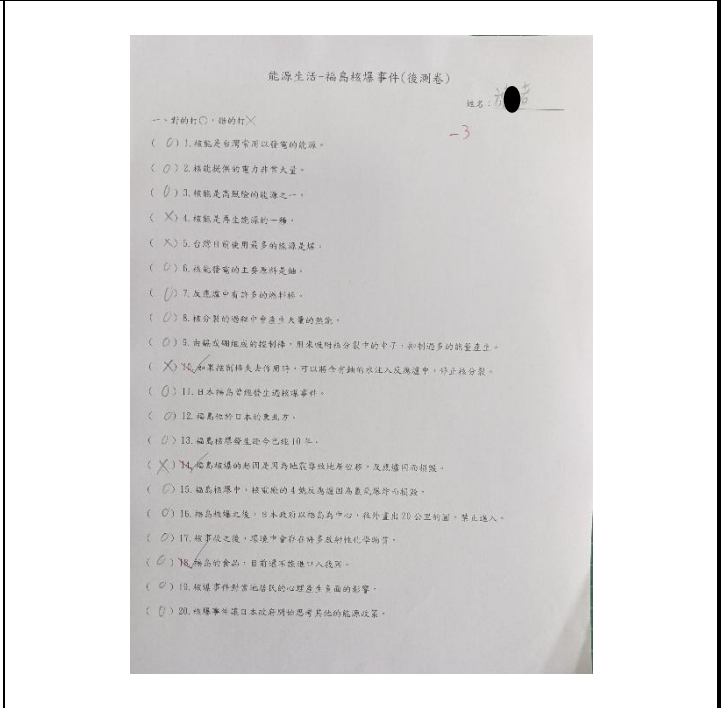 能源生活-福島核爆事件(後測卷)
姓名：
-3
一、對的打○，錯的打╳
( O ) 1.核能是台灣常用以發電的能源。
( O ) 2.核能提供的電力非常大量。
( O ) 3.核能是高風險的能源之一。
( X ) 4.核能是再生能源的一種。
( X ) 5.台灣目前使用最多的能源是煤。
( O ) 6.核能發電的主要原料是鈾。
( O ) 7.反應爐中有許多的燃料棒。
( O ) 8.核分裂的過程中會產生大量的熱能。
( O ) 9.由鎘或硼組成的控制棒，用來吸附核分裂中的中子，抑制過多的能量產生。
( X ) 10.如果控制棒失去作用時，可以將含有鈾的水注入反應爐中，停止核分裂。
( O ) 11.日本福島曾經發生過核爆事件。
( O ) 12.福島位於日本的東北方。
( O ) 13.福島核爆發生距今已經10年。
( X ) 14.福島核爆的起因是因為地震導致地層位移，反應爐因而損毀。
( O ) 15.福島核爆中，核電廠的4號反應爐因為氫氣爆炸而損毀。
( O ) 16.福島核爆之後，日本政府以福島為中心，往外畫出20公里的圓，禁止進入。
( O ) 17.核事故之後，環境中會存在許多放射性化學物質。
( O ) 18.福島的食品，目前還不能進口入我國。
( O ) 19.核爆事件對當地居民的心理產生負面的影響。
( O ) 20.核爆事件讓日本政府開始思考其他的能源政策。